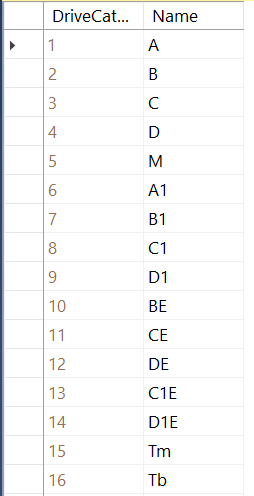 DriveCat... Name
1 A
2 B
3 C
4 D
5 M
6 A1
7 B1
8 C1
9 D1
10 BE
11 CE
12 DE
13 C1E
14 D1E
15 Tm
16 Tb